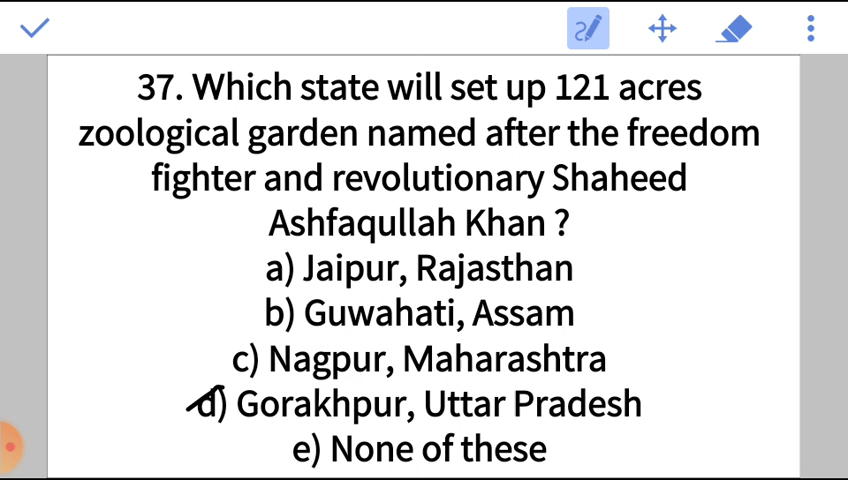 37. Which state will set up 121 acres
zoological garden named after the freedom
fighter and revolutionary Shaheed
Ashfaqullah Khan ?
a) Jaipur, Rajasthan
b) Guwahati, Assam
c) Nagpur, Maharashtra
d) Gorakhpur, Uttar Pradesh
e) None of these